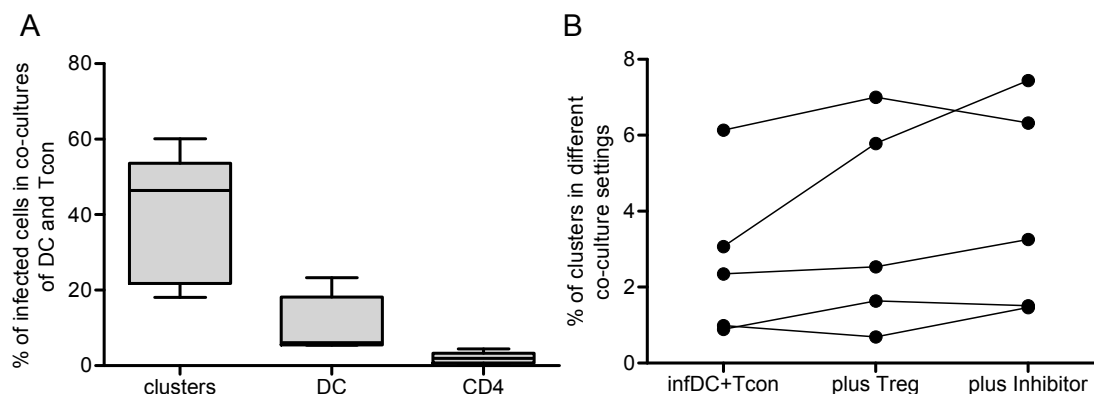 A
% of infected cells in co-cultures
of DC and Tcon
80
60
40
20
0
clusters DC CD4
B
% of clusters in different
co-culture settings
8
6
4
2
0
infDC+Tcon plus Treg plus Inhibitor